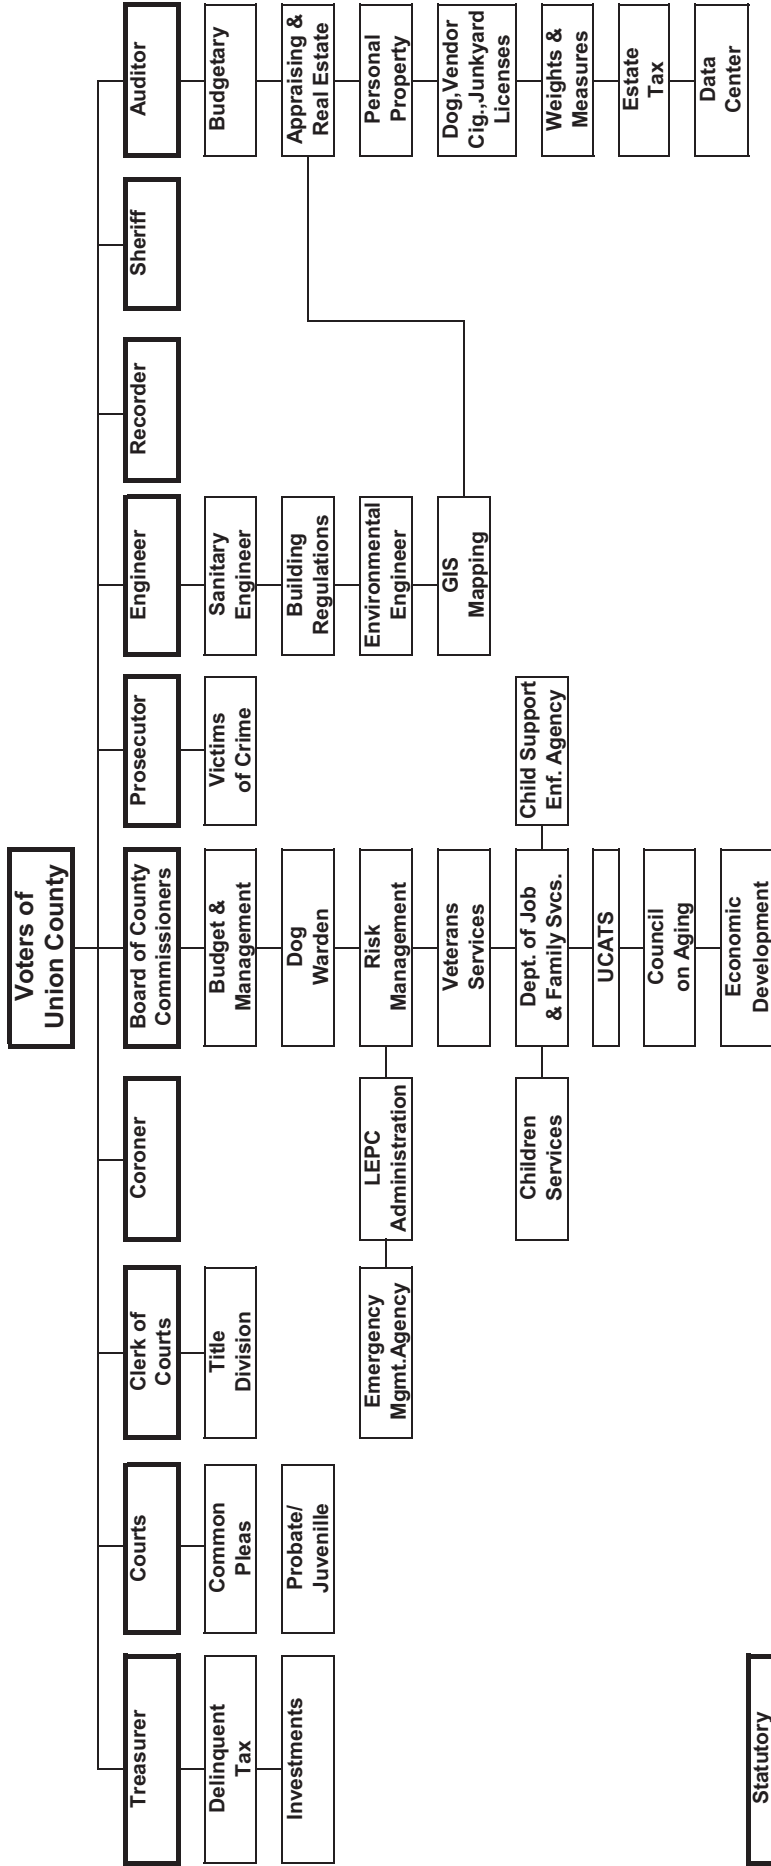 Voters of
Union County
Treasurer
Courts
Clerk of
Courts
Coroner
Board of County
Commissioners
Prosecutor
Engineer
Recorder
Sheriff
Auditor
Delinquent
Tax
Common
Pleas
Title
Division
Budget &
Management
Victims
of Crime
Sanitary
Engineer
Budgetary
Investments
Probate/
Juvenille
Dog
Warden
Building
Regulations
Appraising &
Real Estate
Emergency
Mgmt.Agency
LEPC
Administration
Risk
Management
Environmental
Engineer
Personal
Property
Veterans
Services
GIS
Mapping
Dog,Vendor
Cig.,Junkyard
Licenses
Children
Services
Dept. of Job
& Family Svcs.
Child Support
Enf. Agency
Weights &
Measures
UCATS
Estate
Tax
Council
on Aging
Data
Center
Economic
Development
Statutory